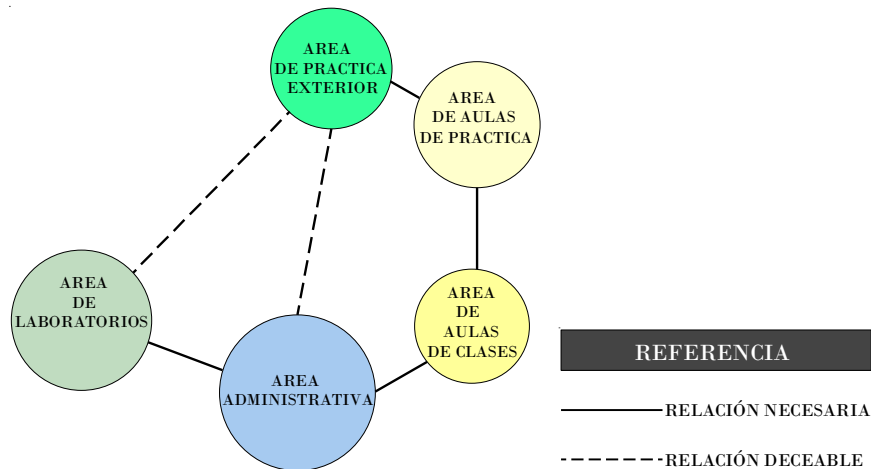 AREA
DE PRACTICA
EXTERIOR
AREA
DE AULAS
DE PRACTICA
AREA
DE
LABORATORIOS
AREA
DE
AULAS
DE CLASES
AREA
ADMINISTRATIVA
REFERENCIA
RELACIÓN NECESARIA
RELACIÓN DECEABLE